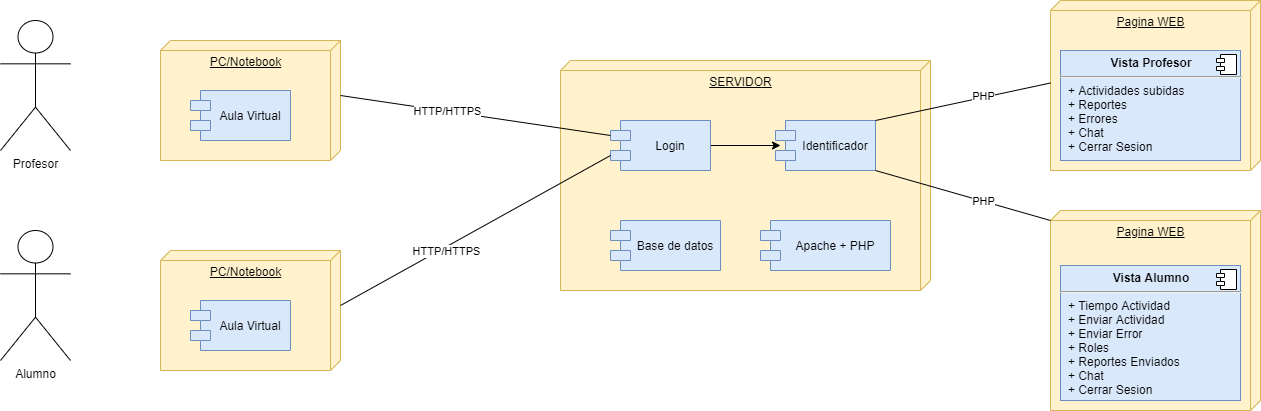 Profesor
PC/Notebook
Aula Virtual
HTTP/HTTPS
Alumno
PC/Notebook
Aula Virtual
HTTP/HTTPS
SERVIDOR
Login
Identificador
Base de datos
Apache + PHP
PHP
PHP
Pagina WEB
Vista Profesor
+ Actividades subidas
+ Reportes
+ Errores
+ Chat
+ Cerrar Sesion
Pagina WEB
Vista Alumno
+ Tiempo Actividad
+ Enviar Actividad
+ Enviar Error
+ Roles
+ Reportes Enviados
+ Chat
+ Cerrar Sesion